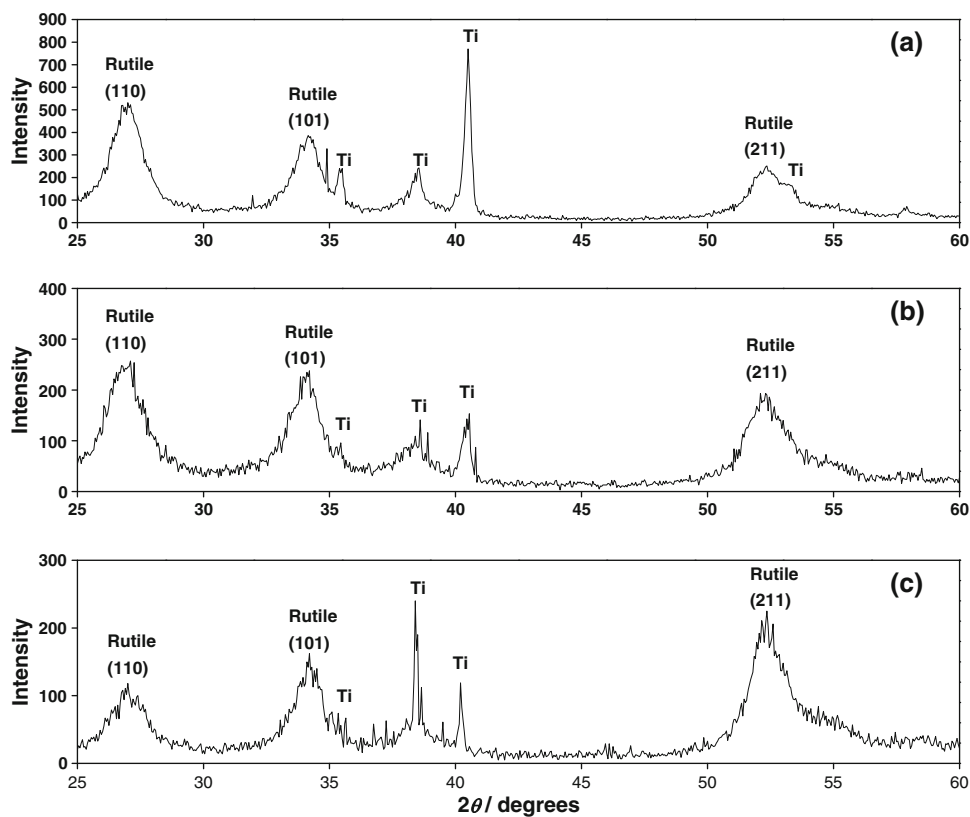 (a)
900
800
700
600
500
400
300
200
100
0
Intensity
Rutile
(110)
Rutile
(101)
Ti
Ti
Ti
Rutile
(211)
Ti
25 30 35 40 45 50 55 60
(b)
400
300
200
100
0
Intensity
Rutile
(110)
Rutile
(101)
Ti
Ti
Ti
Rutile
(211)
25 30 35 40 45 50 55 60
(c)
300
200
100
0
Intensity
Rutile
(110)
Rutile
(101)
Ti
Ti
Ti
Rutile
(211)
25 30 35 40 45 50 55 60
2θ / degrees